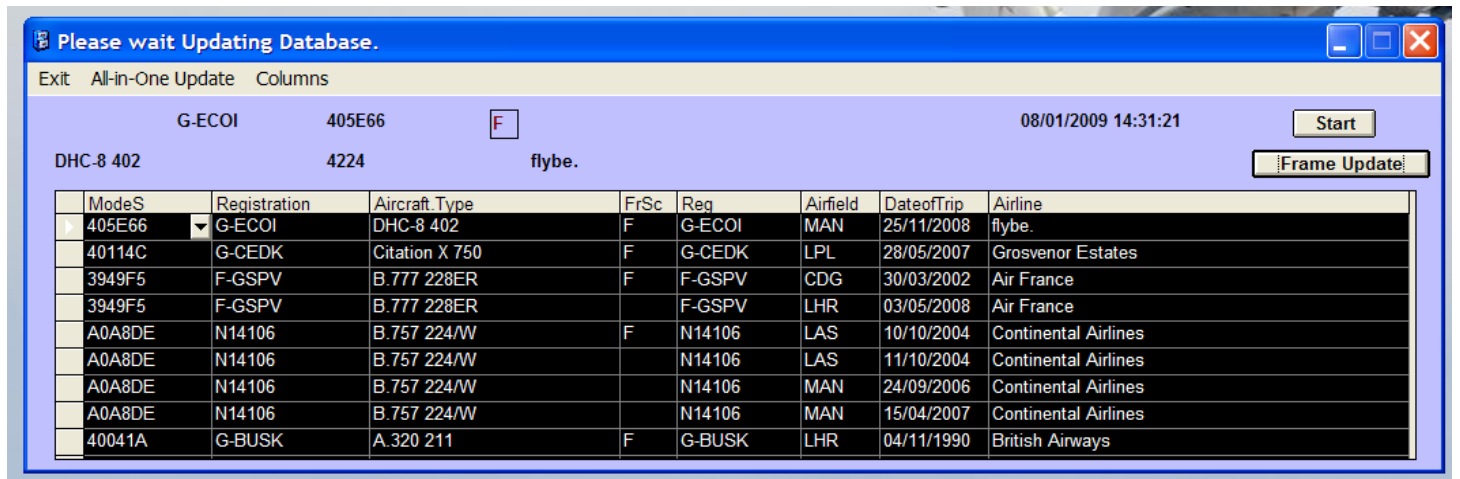 Please wait Updating Database.
Exit All-in-One Update Columns
G-ECOI 405E66 F 08/01/2009 14:31:21 Start
DHC-8 402 4224 flybe. Frame Update
ModeS Registration Aircraft.Type FrSc Reg Airfield DateofTrip Airline
405E66 G-ECOI DHC-8 402 F G-ECOI MAN 25/11/2008 flybe.
40114C G-CEDK Citation X 750 F G-CEDK LPL 28/05/2007 Grosvenor Estates
3949F5 F-GSPV B.777 228ER F F-GSPV CDG 30/03/2002 Air France
3949F5 F-GSPV B.777 228ER F-GSPV LHR 03/05/2008 Air France
A0A8DE N14106 B.757 224/W F N14106 LAS 10/10/2004 Continental Airlines
A0A8DE N14106 B.757 224/W N14106 LAS 11/10/2004 Continental Airlines
A0A8DE N14106 B.757 224/W N14106 MAN 24/09/2006 Continental Airlines
A0A8DE N14106 B.757 224/W N14106 MAN 15/04/2007 Continental Airlines
40041A G-BUSK A.320 211 F G-BUSK LHR 04/11/1990 British Airways